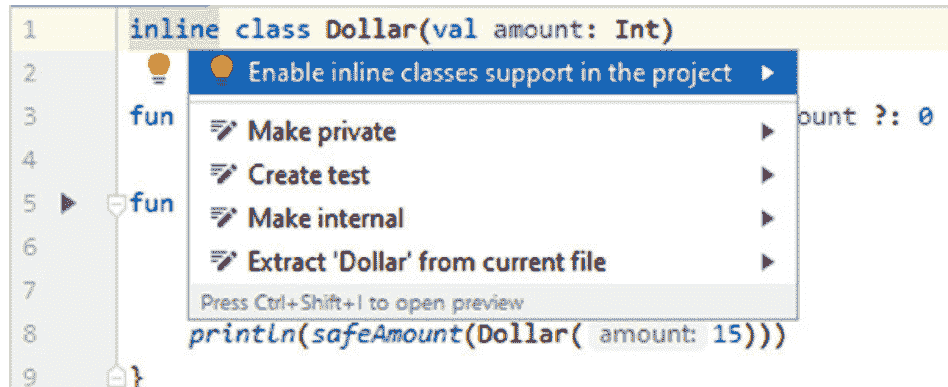 1 inline class Dollar(val amount: Int)
2 Enable inline classes support in the project
3 fun ount ?: 0
Make private
4
Create test
5 fun
Make internal
6
Extract 'Dollar' from current file
7
Press Ctrl+Shift+I to open preview
8 println(safeAmount(Dollar( amount: 15)))
9 }